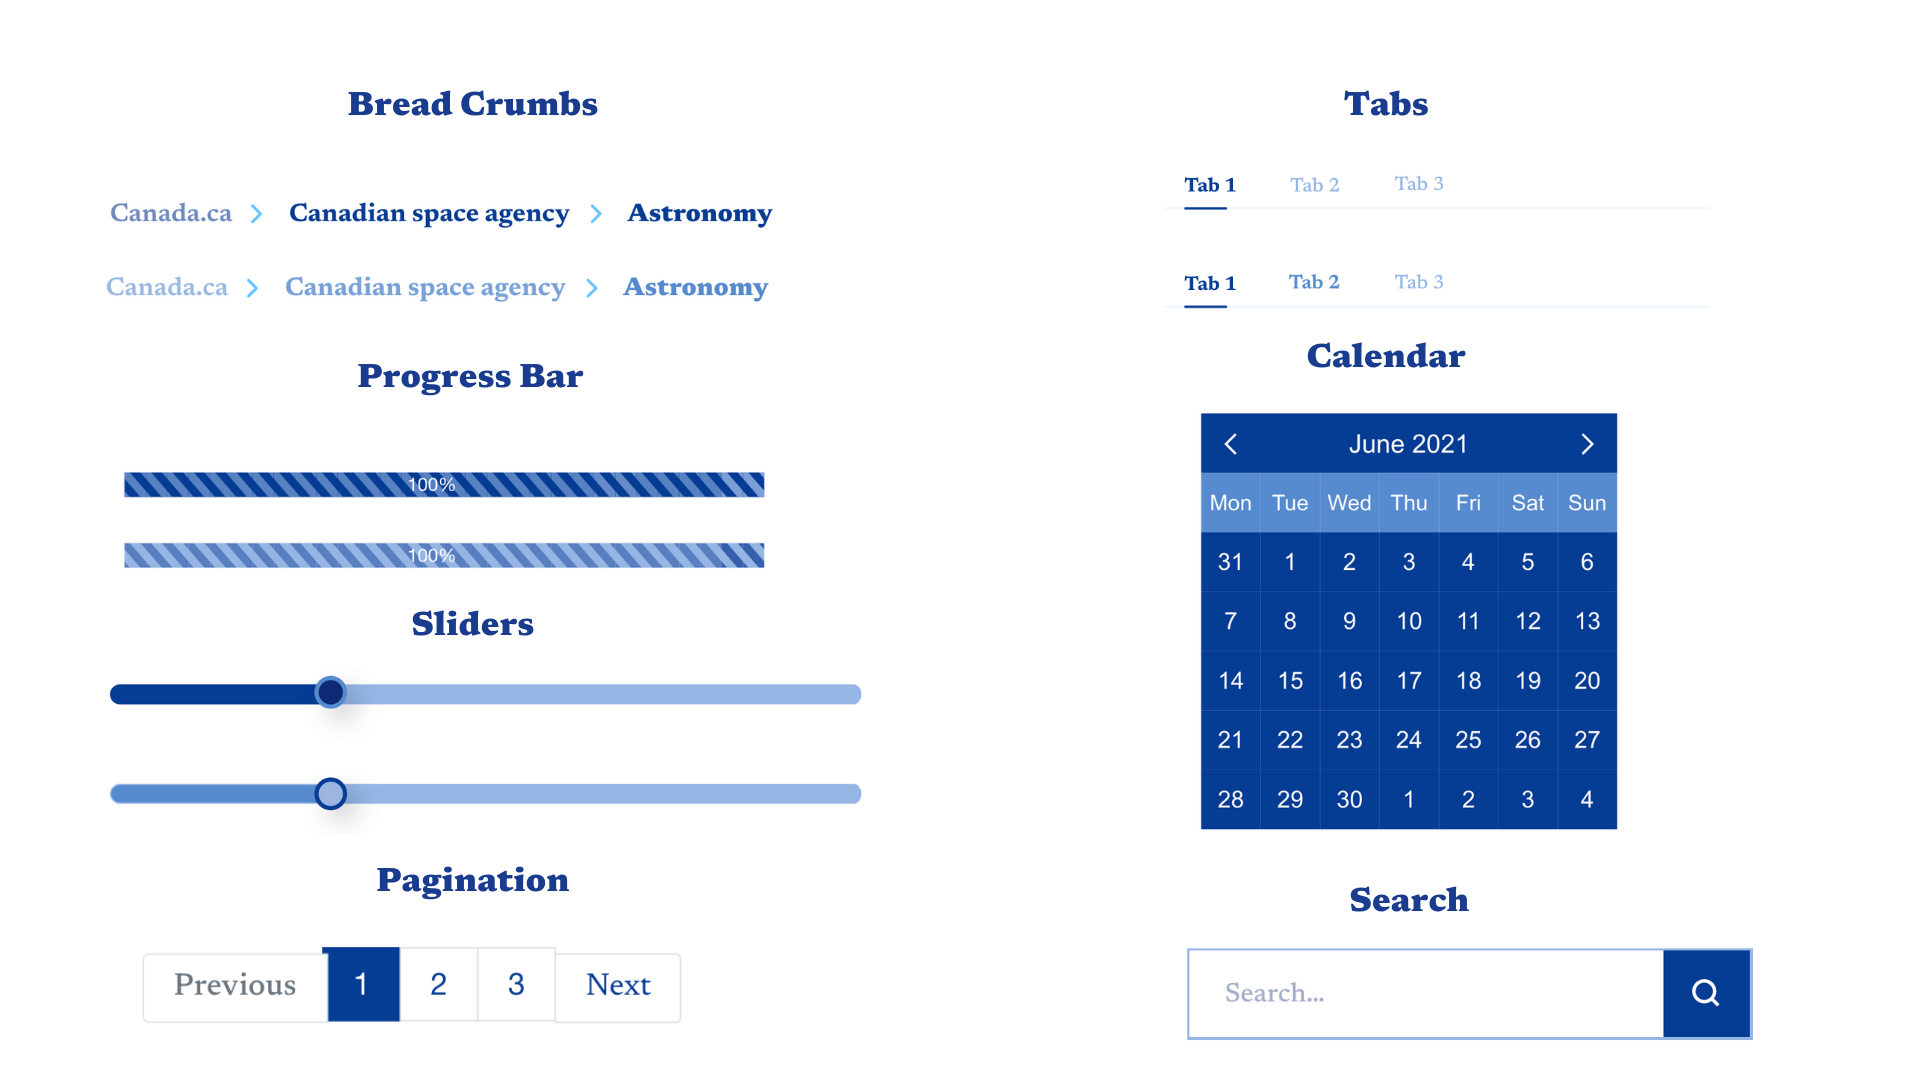 Bread Crumbs
Canada.ca > Canadian space agency > Astronomy
Canada.ca > Canadian space agency > Astronomy
Progress Bar
100%
100%
Sliders
Pagination
Previous 1 2 3 Next
Tabs
Tab 1 Tab 2 Tab 3
Tab 1 Tab 2 Tab 3
Calendar
< June 2021 >
Mon Tue Wed Thu Fri Sat Sun
31 1 2 3 4 5 6
7 8 9 10 11 12 13
14 15 16 17 18 19 20
21 22 23 24 25 26 27
28 29 30 1 2 3 4
Search
Search...